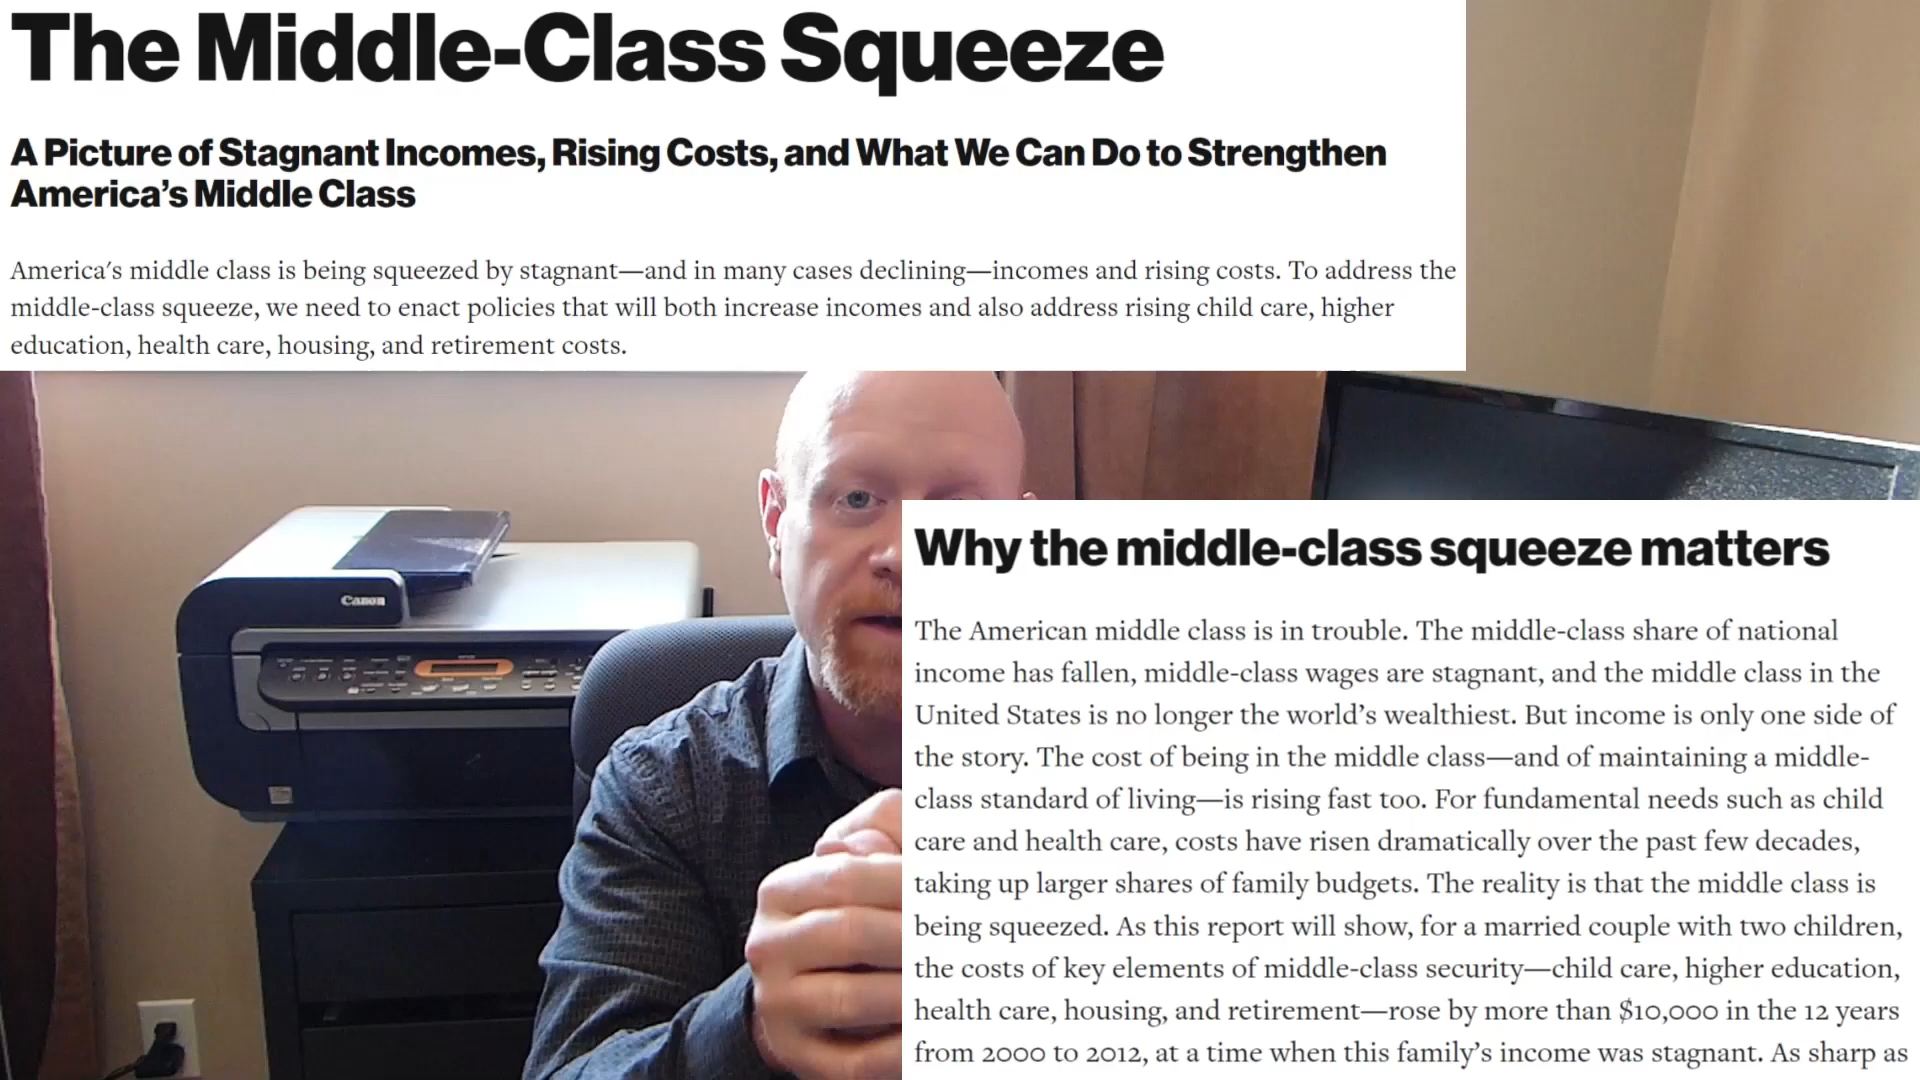 The Middle-Class Squeeze
A Picture of Stagnant Incomes, Rising Costs, and What We Can Do to Strengthen
America’s Middle Class
America's middle class is being squeezed by stagnant—and in many cases declining—incomes and rising costs. To address the
middle-class squeeze, we need to enact policies that will both increase incomes and also address rising child care, higher
education, health care, housing, and retirement costs.
Canon
Why the middle-class squeeze matters
The American middle class is in trouble. The middle-class share of national
income has fallen, middle-class wages are stagnant, and the middle class in the
United States is no longer the world’s wealthiest. But income is only one side of
the story. The cost of being in the middle class—and of maintaining a middle-
class standard of living—is rising fast too. For fundamental needs such as child
care and health care, costs have risen dramatically over the past few decades,
taking up larger shares of family budgets. The reality is that the middle class is
being squeezed. As this report will show, for a married couple with two children,
the costs of key elements of middle-class security—child care, higher education,
health care, housing, and retirement—rose by more than $10,000 in the 12 years
from 2000 to 2012, at a time when this family’s income was stagnant. As sharp as